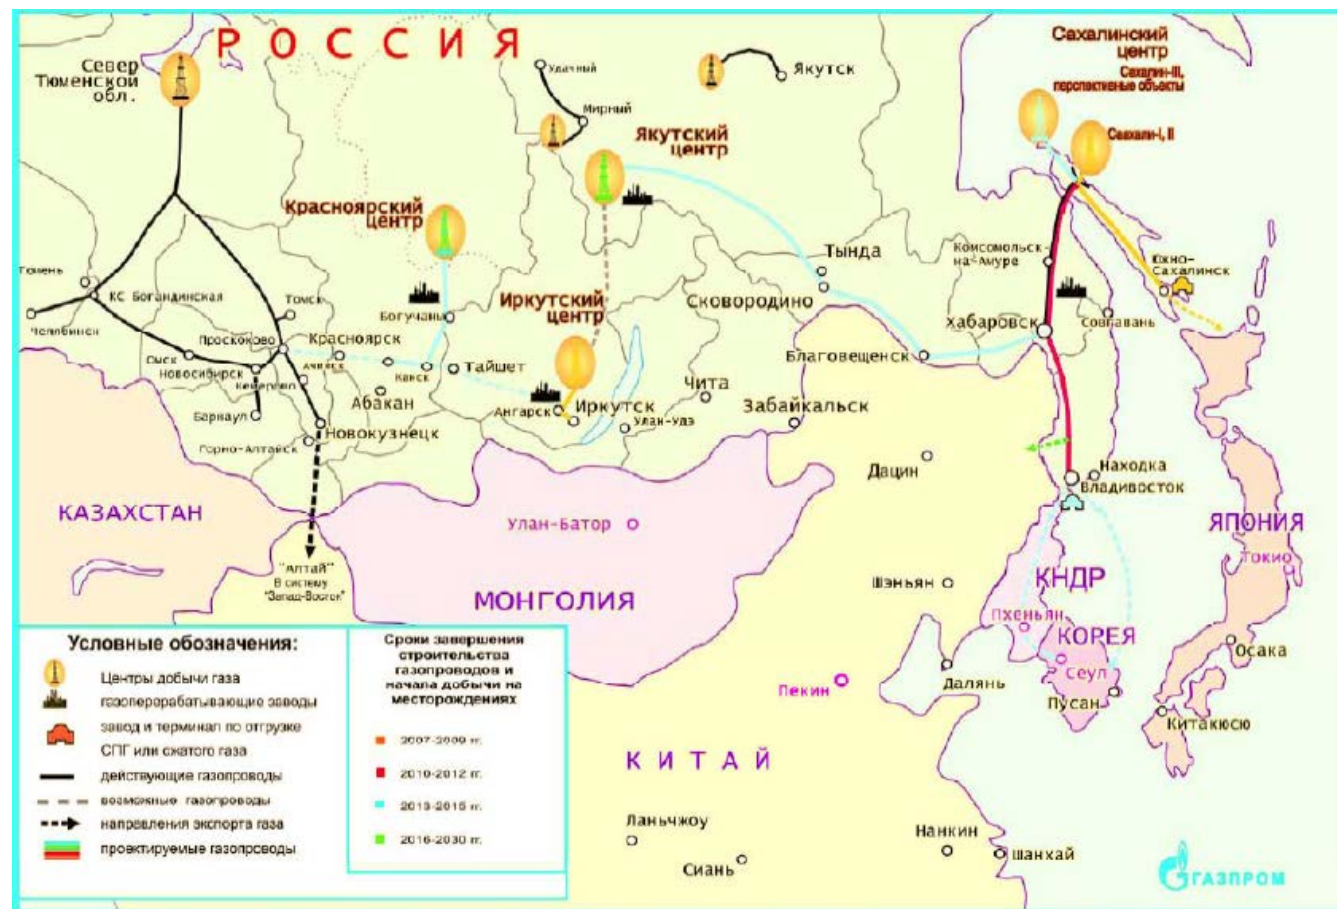 РОССИЯ
Север
Тюменской
обл.
Удачный
Мирный
Якутск
Сахалинский
центр
Сахалин-III,
перспективные объекты
Сахали-I, II
Якутский
центр
Красноярский
центр
Иркутский
центр
Тюмень
КС Богандинская
Челябинск
Томск
Проскоково
Красноярск
Богучаны
Омск
Новосибирск
Кемерово
Ачинск
Канск
Тайшет
Абакан
Барнаул
Новокузнецк
Горно-Алтайск
Ангарск
Иркутск
Улан-Удэ
Чита
Забайкальск
Тында
Сковородино
Благовещенск
Комсомольск-
на-Амуре
Хабаровск
Совгавань
Южно-
Сахалинск
Дацин
Находка
Владивосток
КАЗАХСТАН
"Алтай"
В систему
"Запад-Восток"
Улан-Батор
МОНГОЛИЯ
ЯПОНИЯ
Токио
Шэньян
КНДР
Пхеньян
КОРЕЯ
Сеул
Осака
Далянь
Пусан
Китакюсю
Пекин
КИТАЙ
Ланьчжоу
Сиань
Нанкин
Шанхай
Условные обозначения:
Центры добычи газа
газоперерабатывающие заводы
завод и терминал по отгрузке
СПГ или сжатого газа
действующие газопроводы
возможные газопроводы
направления экспорта газа
проектируемые газопроводы
Сроки завершения
строительства
газопроводов и
начала добычи на
месторождениях
2007-2009 гг.
2010-2012 гг.
2013-2015 гг.
2016-2030 гг.
ГАЗПРОМ